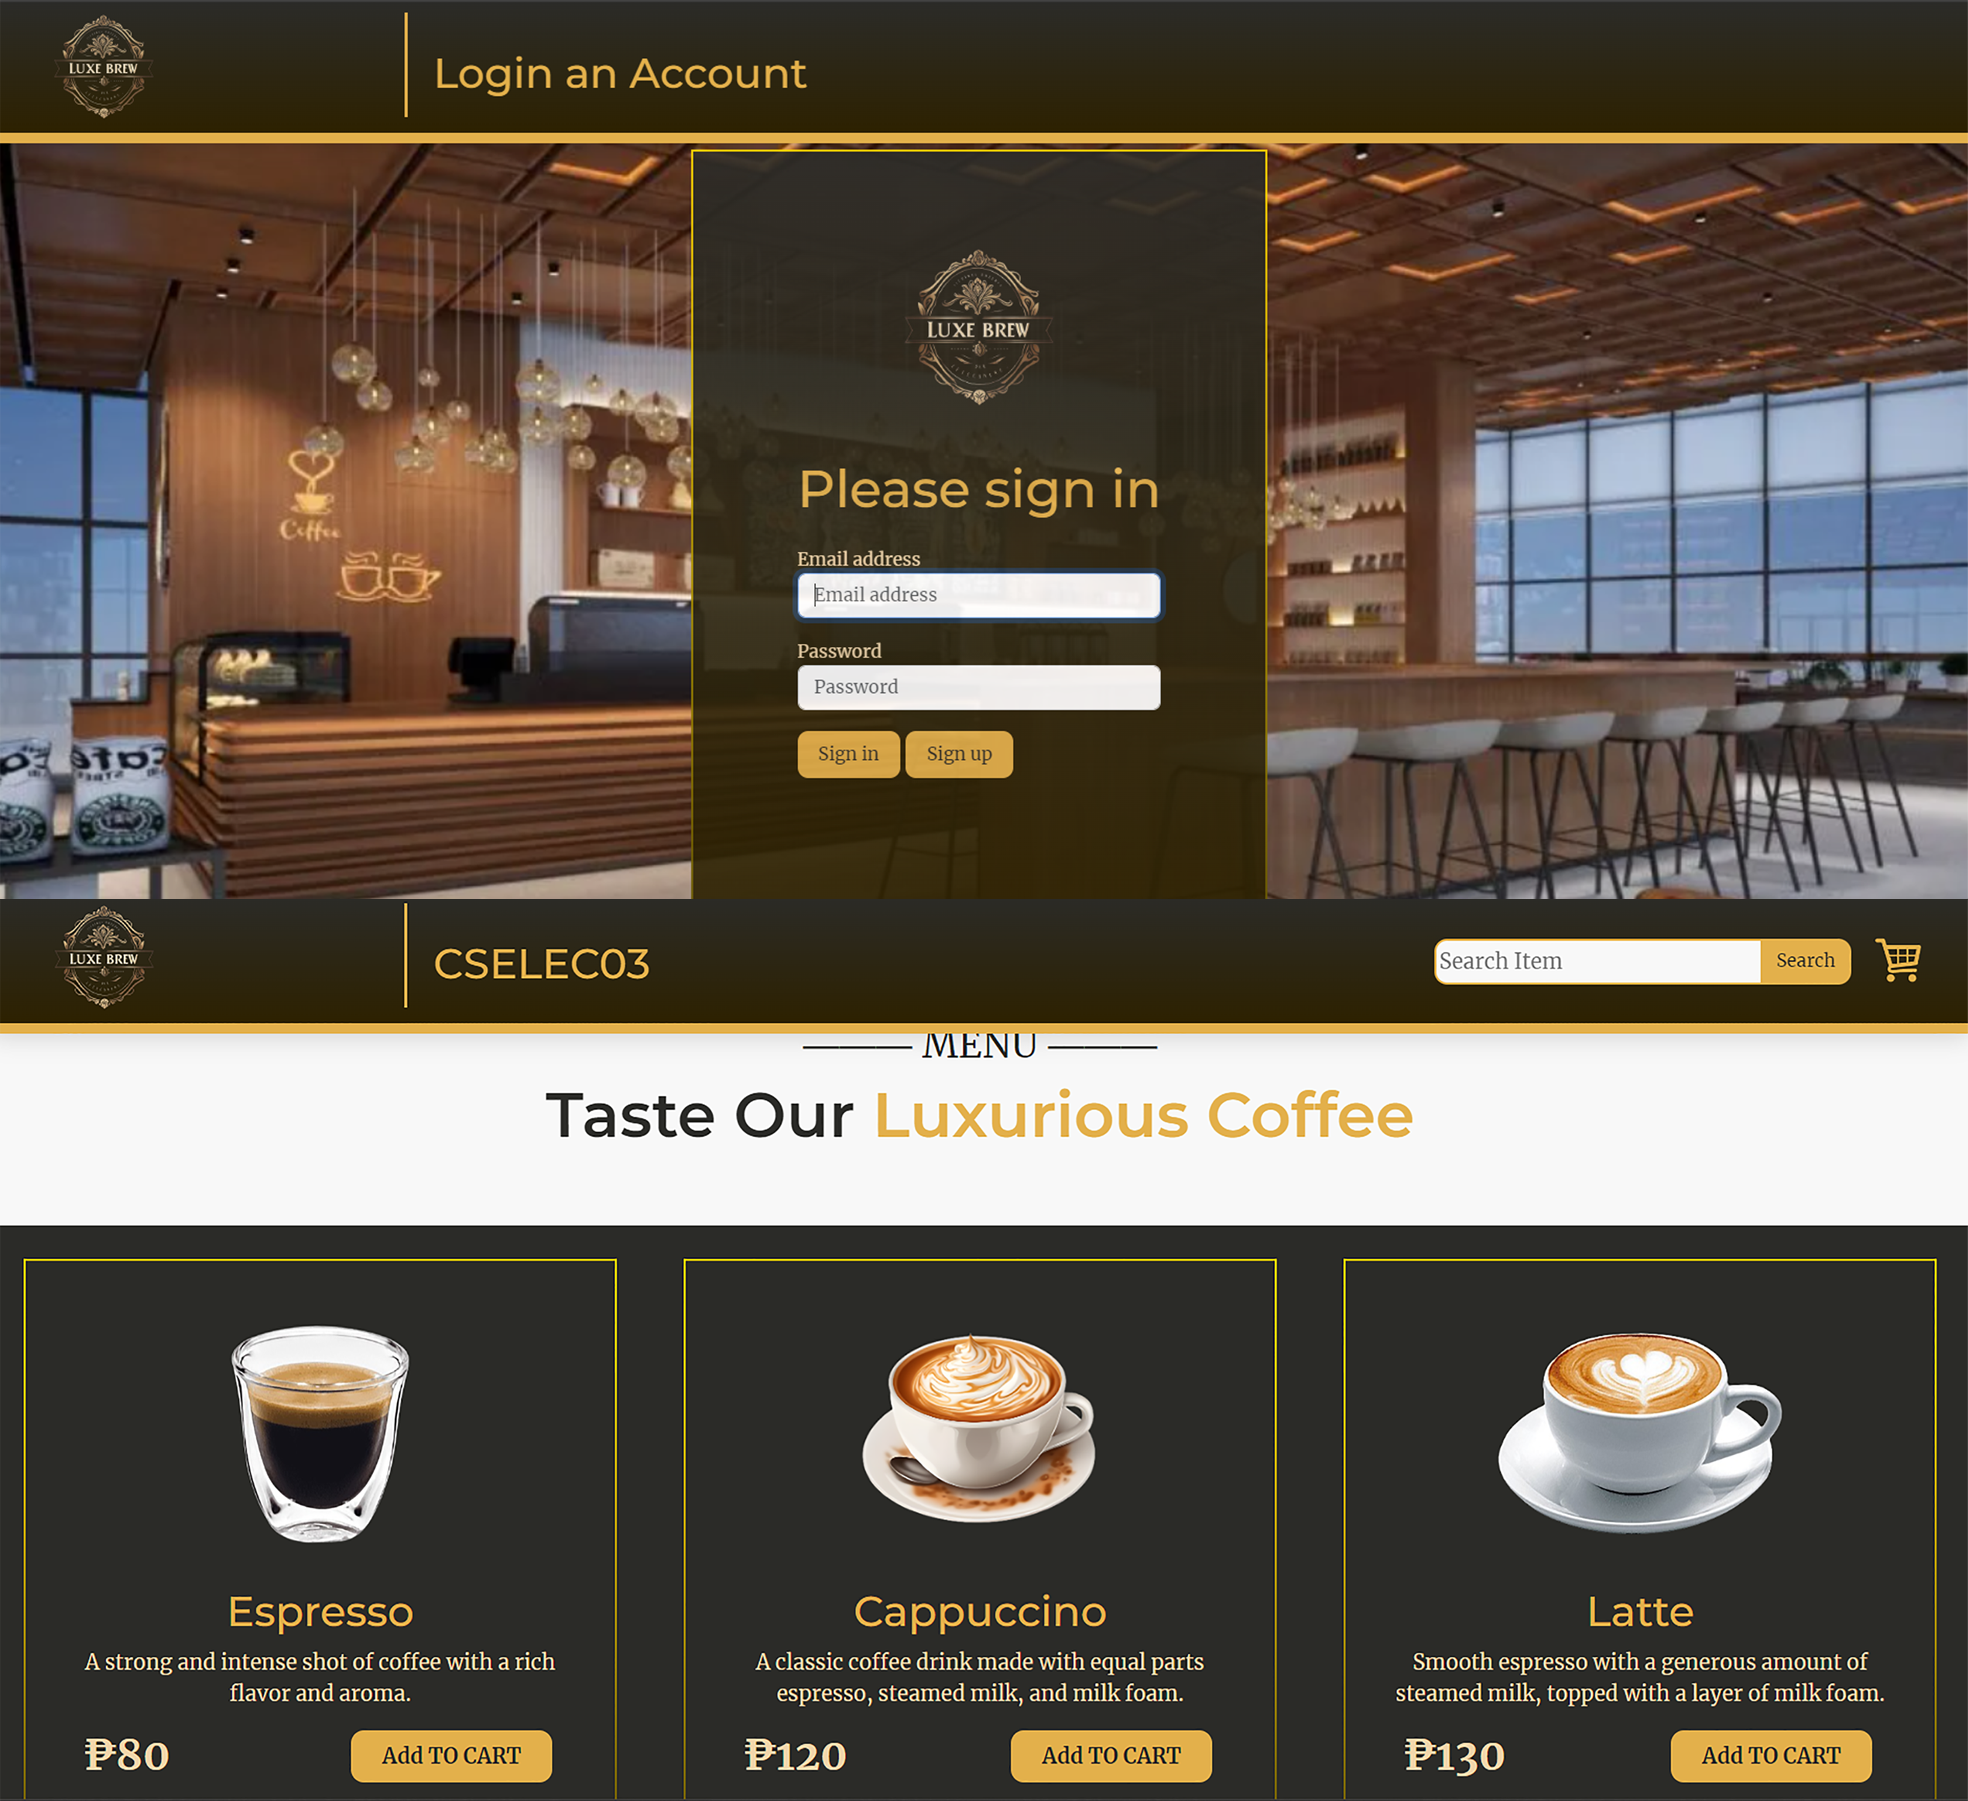 LUXE BREW
Login an Account
Coffee
LUXE BREW
Please sign in
Email address
Email address
Password
Password
Sign in Sign up
LUXE BREW
CSELEC03
Search Item Search
MENU
Taste Our Luxurious Coffee
Espresso
A strong and intense shot of coffee with a rich
flavor and aroma.
₱80 Add TO CART
Cappuccino
A classic coffee drink made with equal parts
espresso, steamed milk, and milk foam.
₱120 Add TO CART
Latte
Smooth espresso with a generous amount of
steamed milk, topped with a layer of milk foam.
₱130 Add TO CART